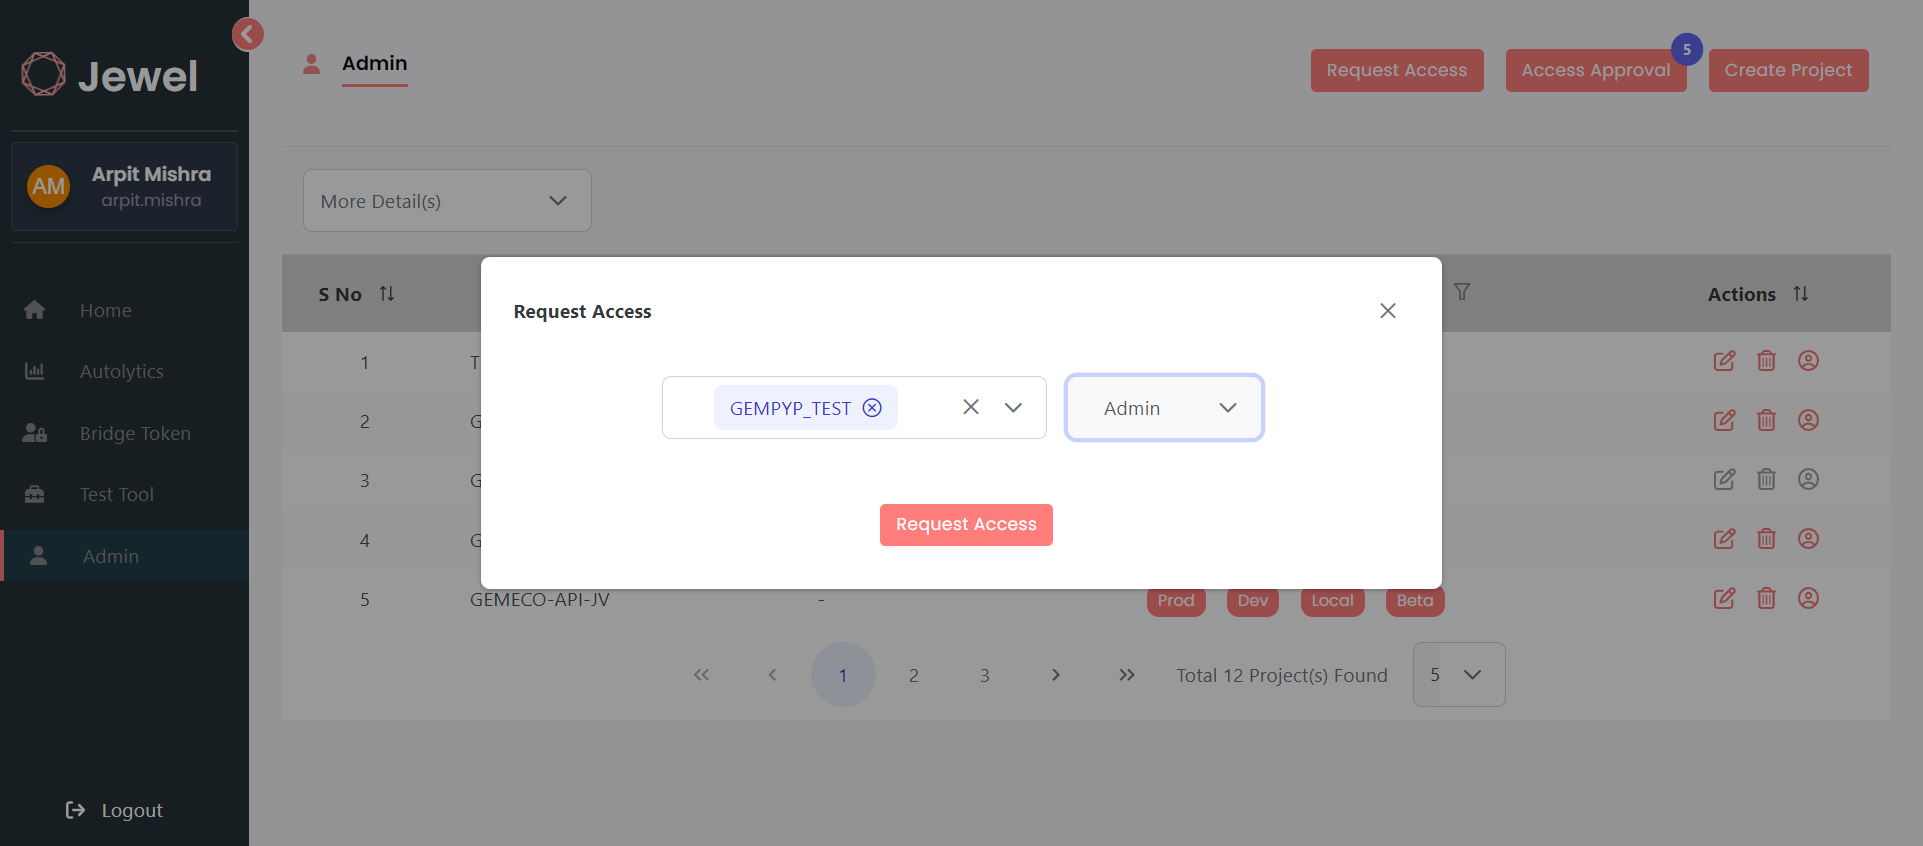 Jewel
Admin
Request Access
Access Approval
5
Create Project
AM
Arpit Mishra
arpit.mishra
More Detail(s)
Home
Autolytics
Bridge Token
Test Tool
Admin
Logout
S No
Actions
Request Access
GEMPYP_TEST
Admin
Request Access
1
T
2
G
3
G
4
G
5
GEMECO-API-JV
-
Prod
Dev
Local
Beta
1
2
3
Total 12 Project(s) Found
5